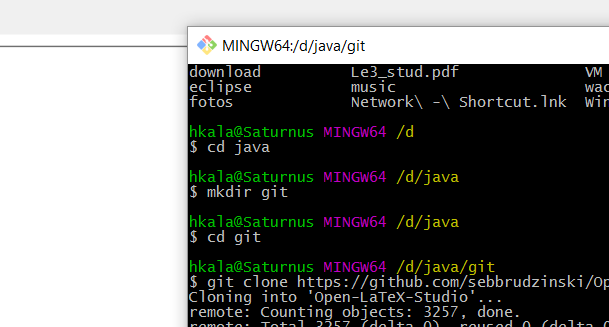 MINGW64:/d/java/git
download Le3_stud.pdf VM
eclipse music wac
fotos Network\ -\ Shortcut.lnk Win
hkala@Saturnus MINGW64 /d
$ cd java
hkala@Saturnus MINGW64 /d/java
$ mkdir git
hkala@Saturnus MINGW64 /d/java
$ cd git
hkala@Saturnus MINGW64 /d/java/git
$ git clone https://github.com/sebbrudzinski/Op
Cloning into 'Open-LaTeX-Studio'...
remote: Counting objects: 3257, done.
remote: Total 3257 (delta 0), reused 0 (delta